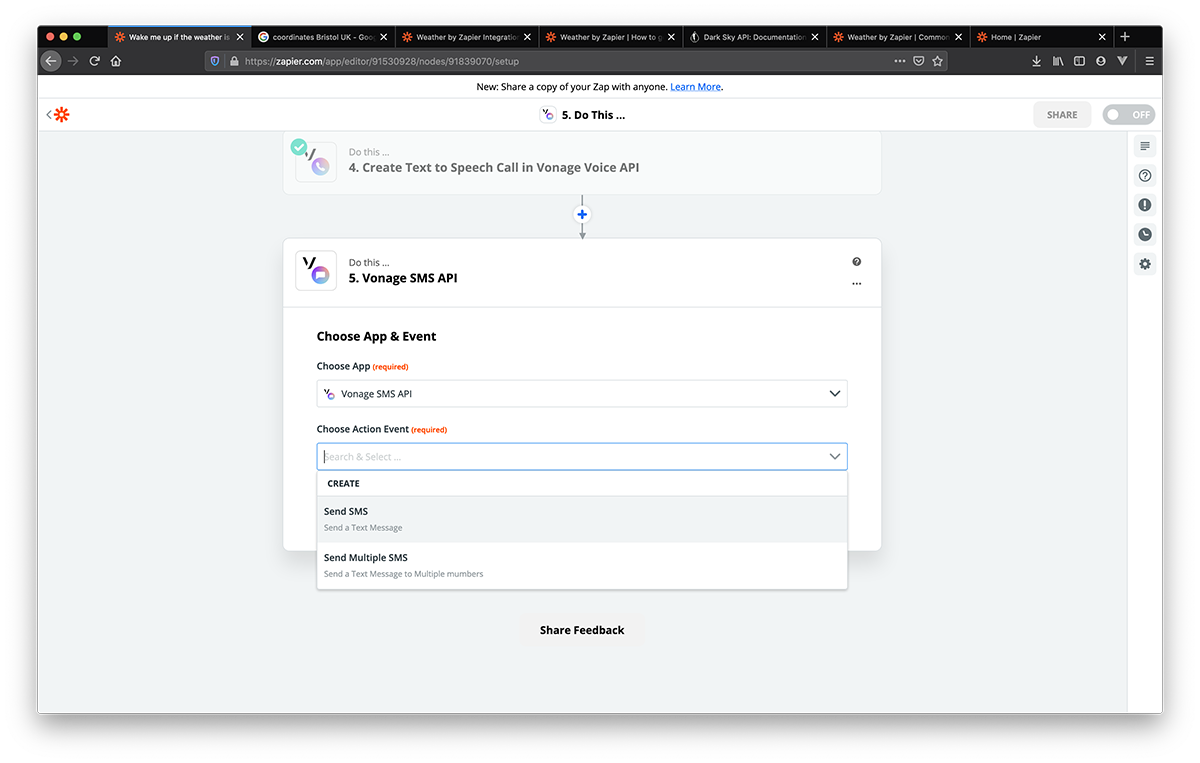 Wake me up if the weather is
coordinates Bristol UK - Goo
Weather by Zapier Integration
Weather by Zapier | How to g
Dark Sky API: Documentation
Weather by Zapier | Common
Home | Zapier
https://zapier.com/app/editor/91530928/nodes/91839070/setup
New: Share a copy of your Zap with anyone. Learn More.
5. Do This ...
SHARE
OFF
Do this ...
4. Create Text to Speech Call in Vonage Voice API
Do this ...
5. Vonage SMS API
Choose App & Event
Choose App (required)
Vonage SMS API
Choose Action Event (required)
Search & Select ...
CREATE
Send SMS
Send a Text Message
Send Multiple SMS
Send a Text Message to Multiple mumbers
Share Feedback